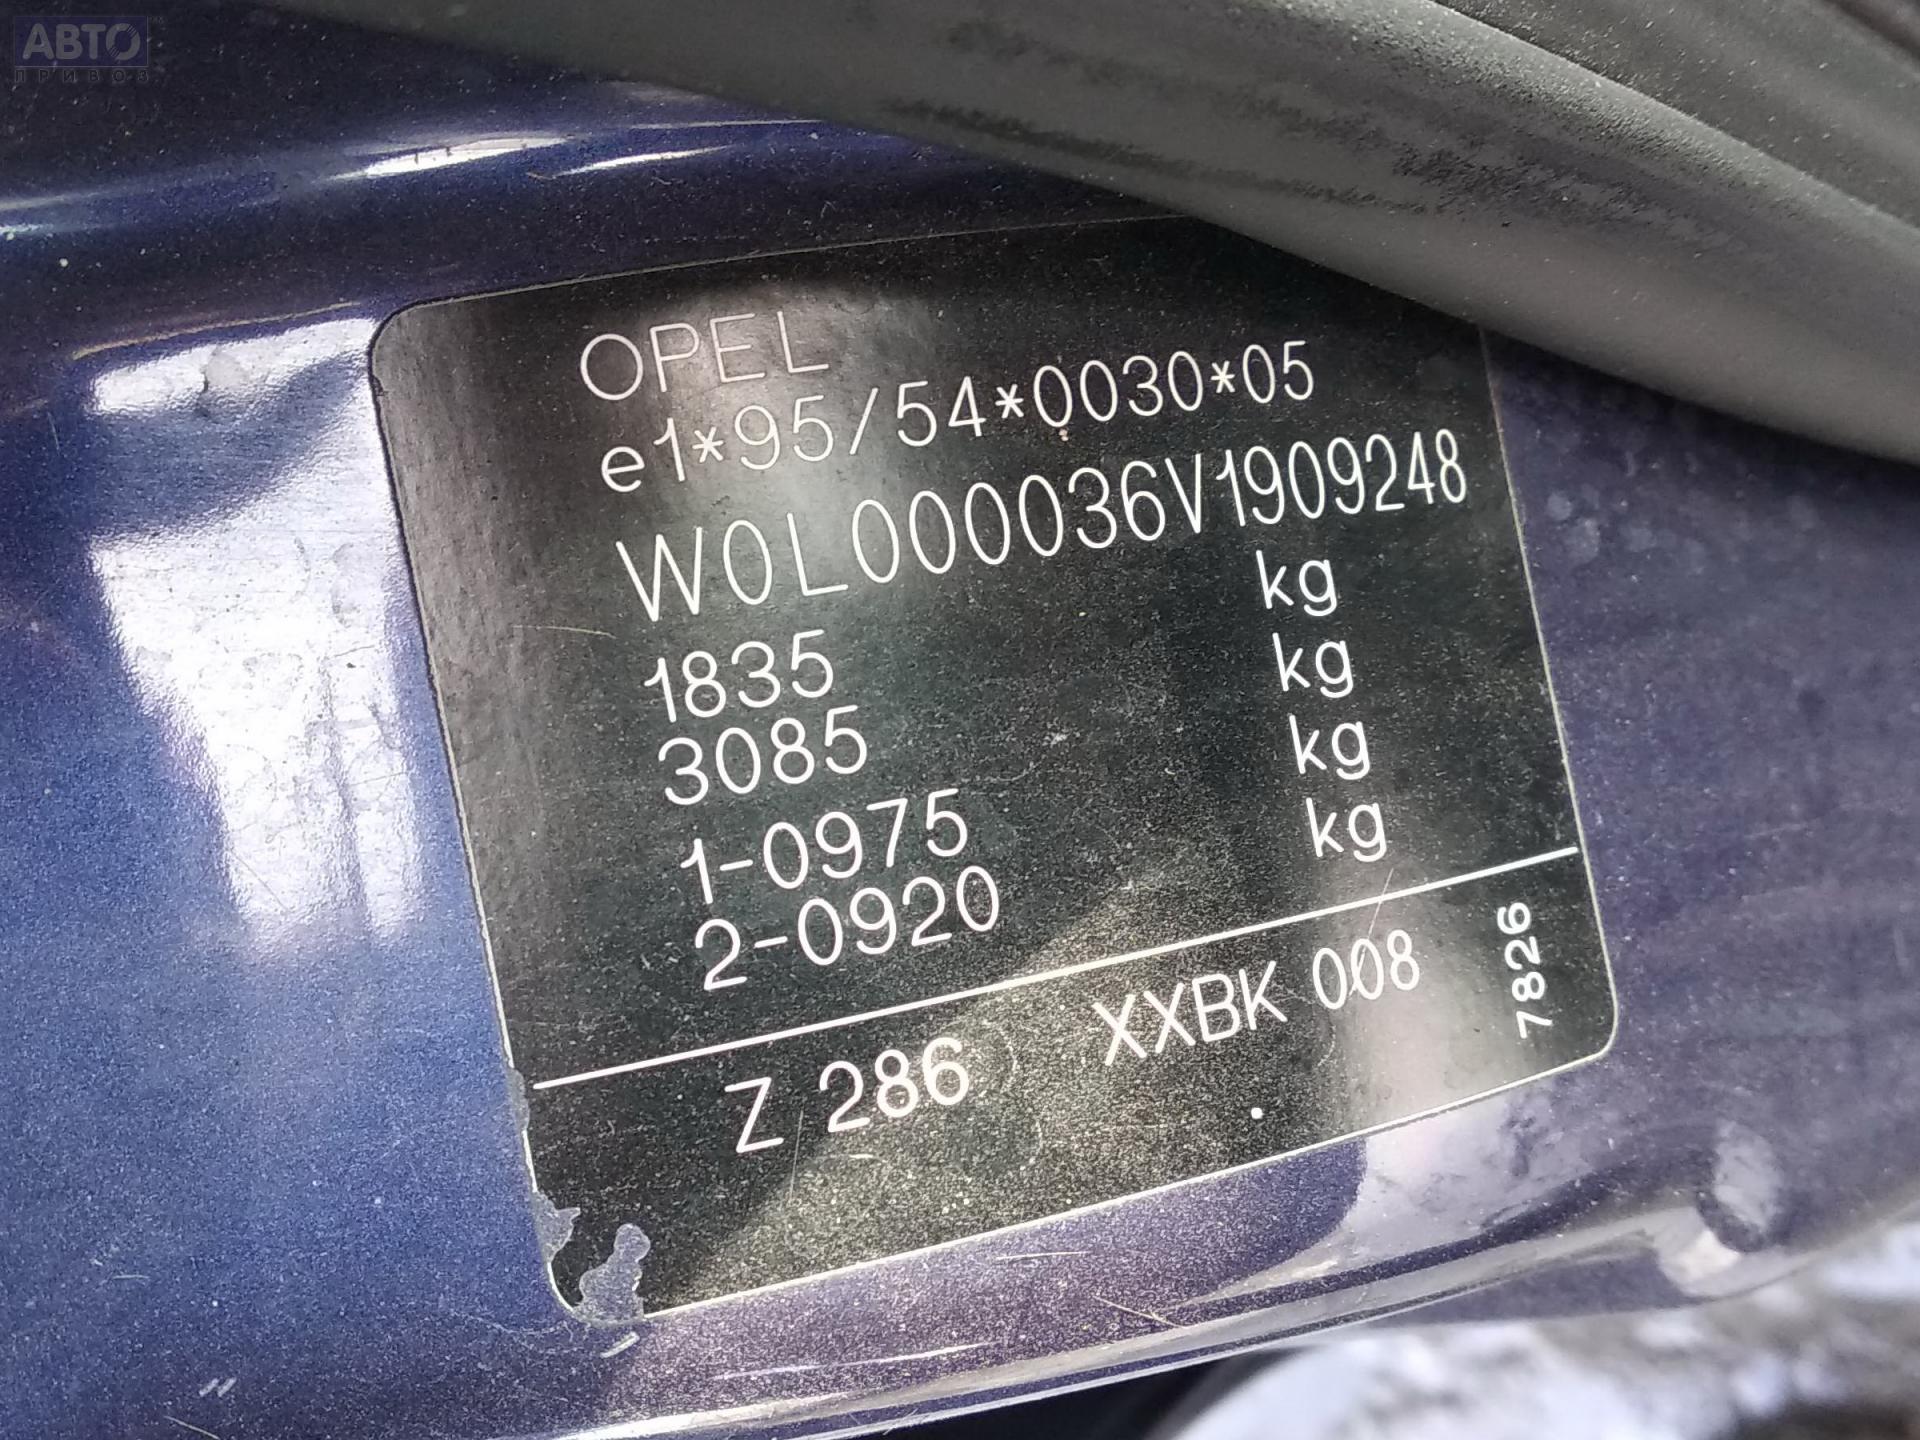 АВТО
ПРИВОЗ
OPEL
e1*95/54*0030*05
W0L000036V1909248
1835 kg
3085 kg
1-0975 kg
2-0920 kg
Z 286 XXBK 008
7826